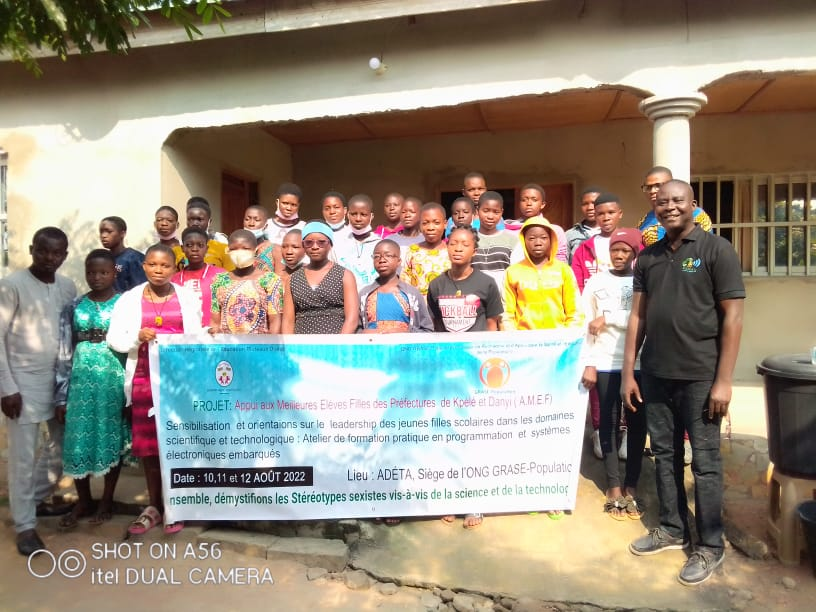 PROJET: Appui aux Meilleures Elèves Filles des Préfectures de Kpélé et Danyi ( A.M.E.F)
Sensibilisation et orientaions sur le leadership des jeunes filles scolaires dans les domaines
scientifique et technologique : Atelier de formation pratique en programmation et systèmes
électroniques embarqués
Date : 10,11 et 12 AOÛT 2022
Lieu : ADÉTA, Siège de l'ONG GRASE-Populatic
nsemble, démystifions les Stéréotypes sexistes vis-à-vis de la science et de la technolog
SHOT ON A56
itel DUAL CAMERA